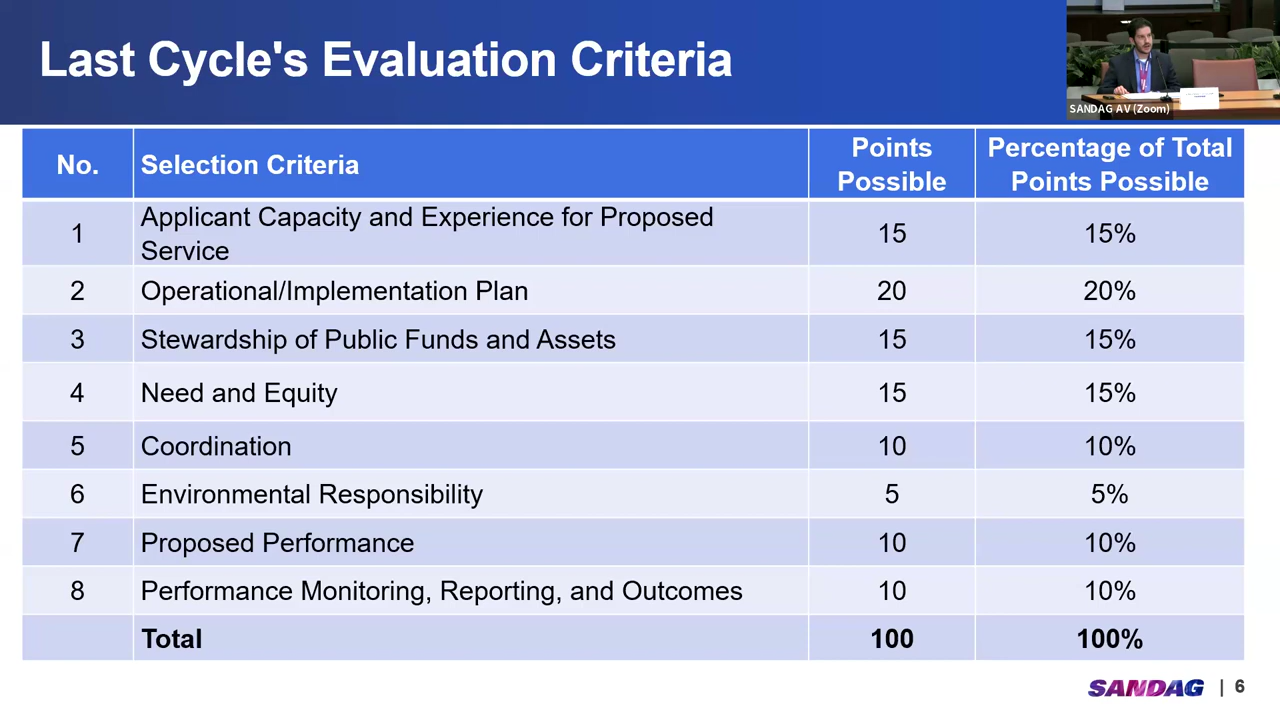 Last Cycle's Evaluation Criteria
SANDAG AV (Zoom)
No.
Selection Criteria
Points
Possible
Percentage of Total
Points Possible
1
Applicant Capacity and Experience for Proposed
Service
15
15%
2
Operational/Implementation Plan
20
20%
3
Stewardship of Public Funds and Assets
15
15%
4
Need and Equity
15
15%
5
Coordination
10
10%
6
Environmental Responsibility
5
5%
7
Proposed Performance
10
10%
8
Performance Monitoring, Reporting, and Outcomes
10
10%
Total
100
100%
SANDAG | 6